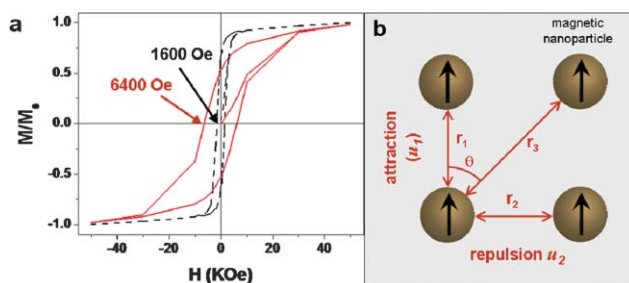 a
1600 Oe
6400 Oe
M/Ms
1.0
0.5
0.0
-0.5
-1.0
-40 -20 0 20 40
H (KOe)
b
magnetic
nanoparticle
attraction
(u1)
r1
θ
r3
r2
repulsion u2